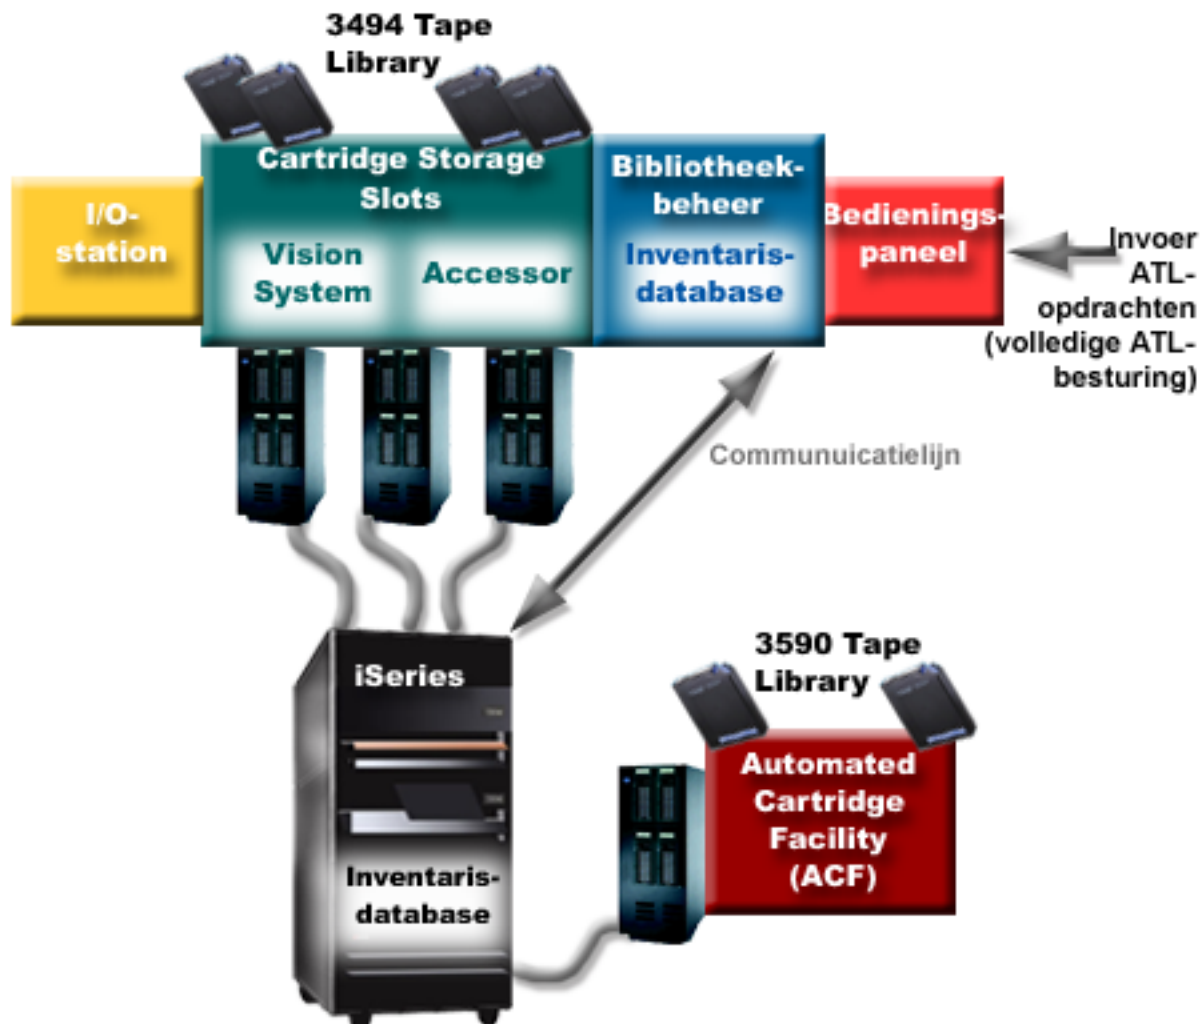 3494 Tape
Library
Cartridge Storage
Slots
Bibliotheek-
beheer
I/O-
station
Vision
System
Accessor
Inventaris-
database
Bedienings-
paneel
Invoer
ATL-
opdrachten
(volledige ATL-
besturing)
Communuicatielijn
iSeries
Inventaris-
database
3590 Tape
Library
Automated
Cartridge
Facility
(ACF)